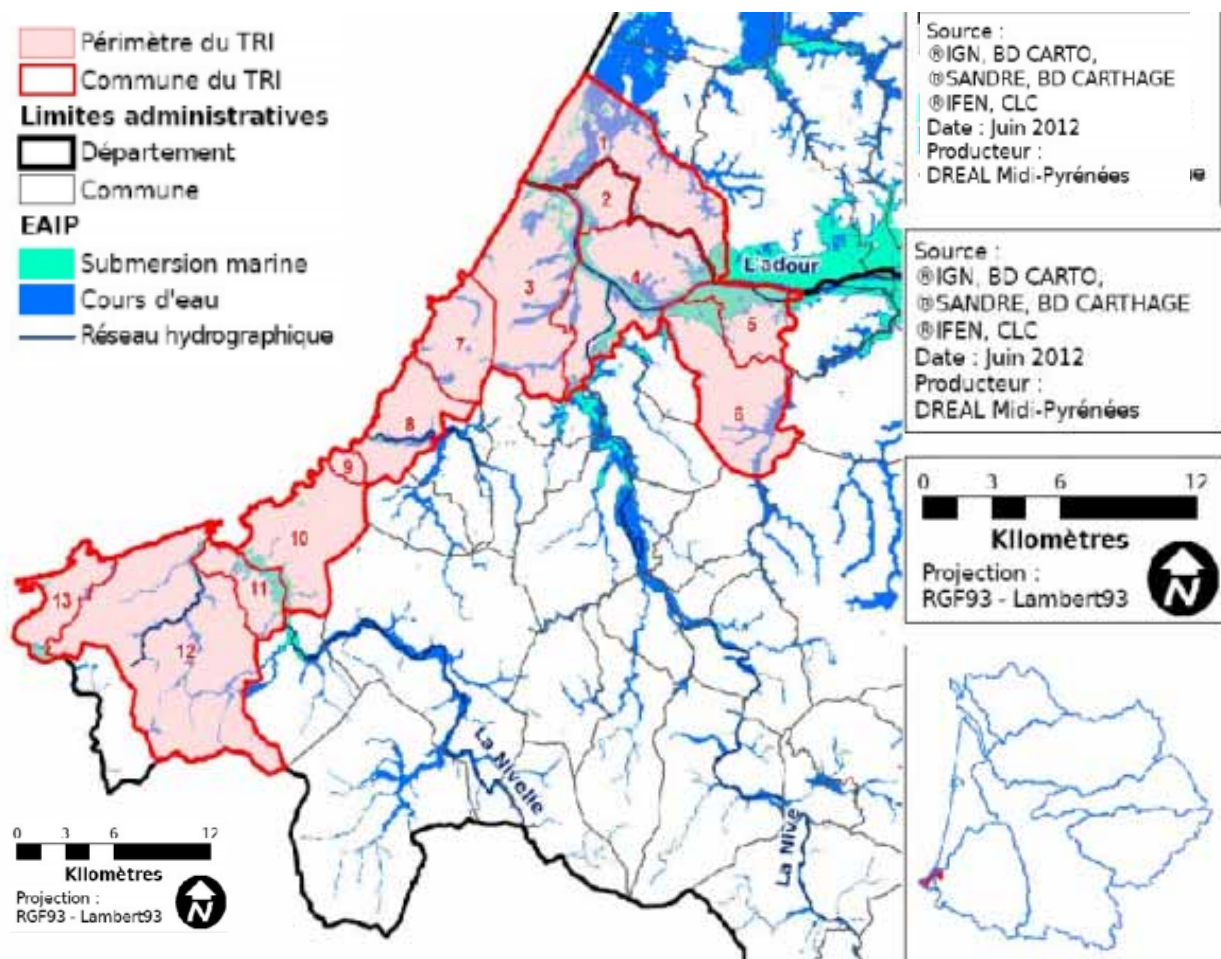 Périmètre du TRI
Commune du TRI
Limites administratives
Département
Commune
EAIP
Submersion marine
Cours d'eau
Réseau hydrographique
1
2
3
4
L'adour
5
6
7
8
9
10
11
12
13
La Nivelle
La Nive
0 3 6 12
Kilomètres
Projection :
RGF93 - Lambert93
N
Source :
®IGN, BD CARTO,
®SANDRE, BD CARTHAGE
®IFEN, CLC
Date : Juin 2012
Producteur :
DREAL Midi-Pyrénées
Source :
®IGN, BD CARTO,
®SANDRE, BD CARTHAGE
®IFEN, CLC
Date : Juin 2012
Producteur :
DREAL Midi-Pyrénées
0 3 6 12
Kilomètres
Projection :
RGF93 - Lambert93
N